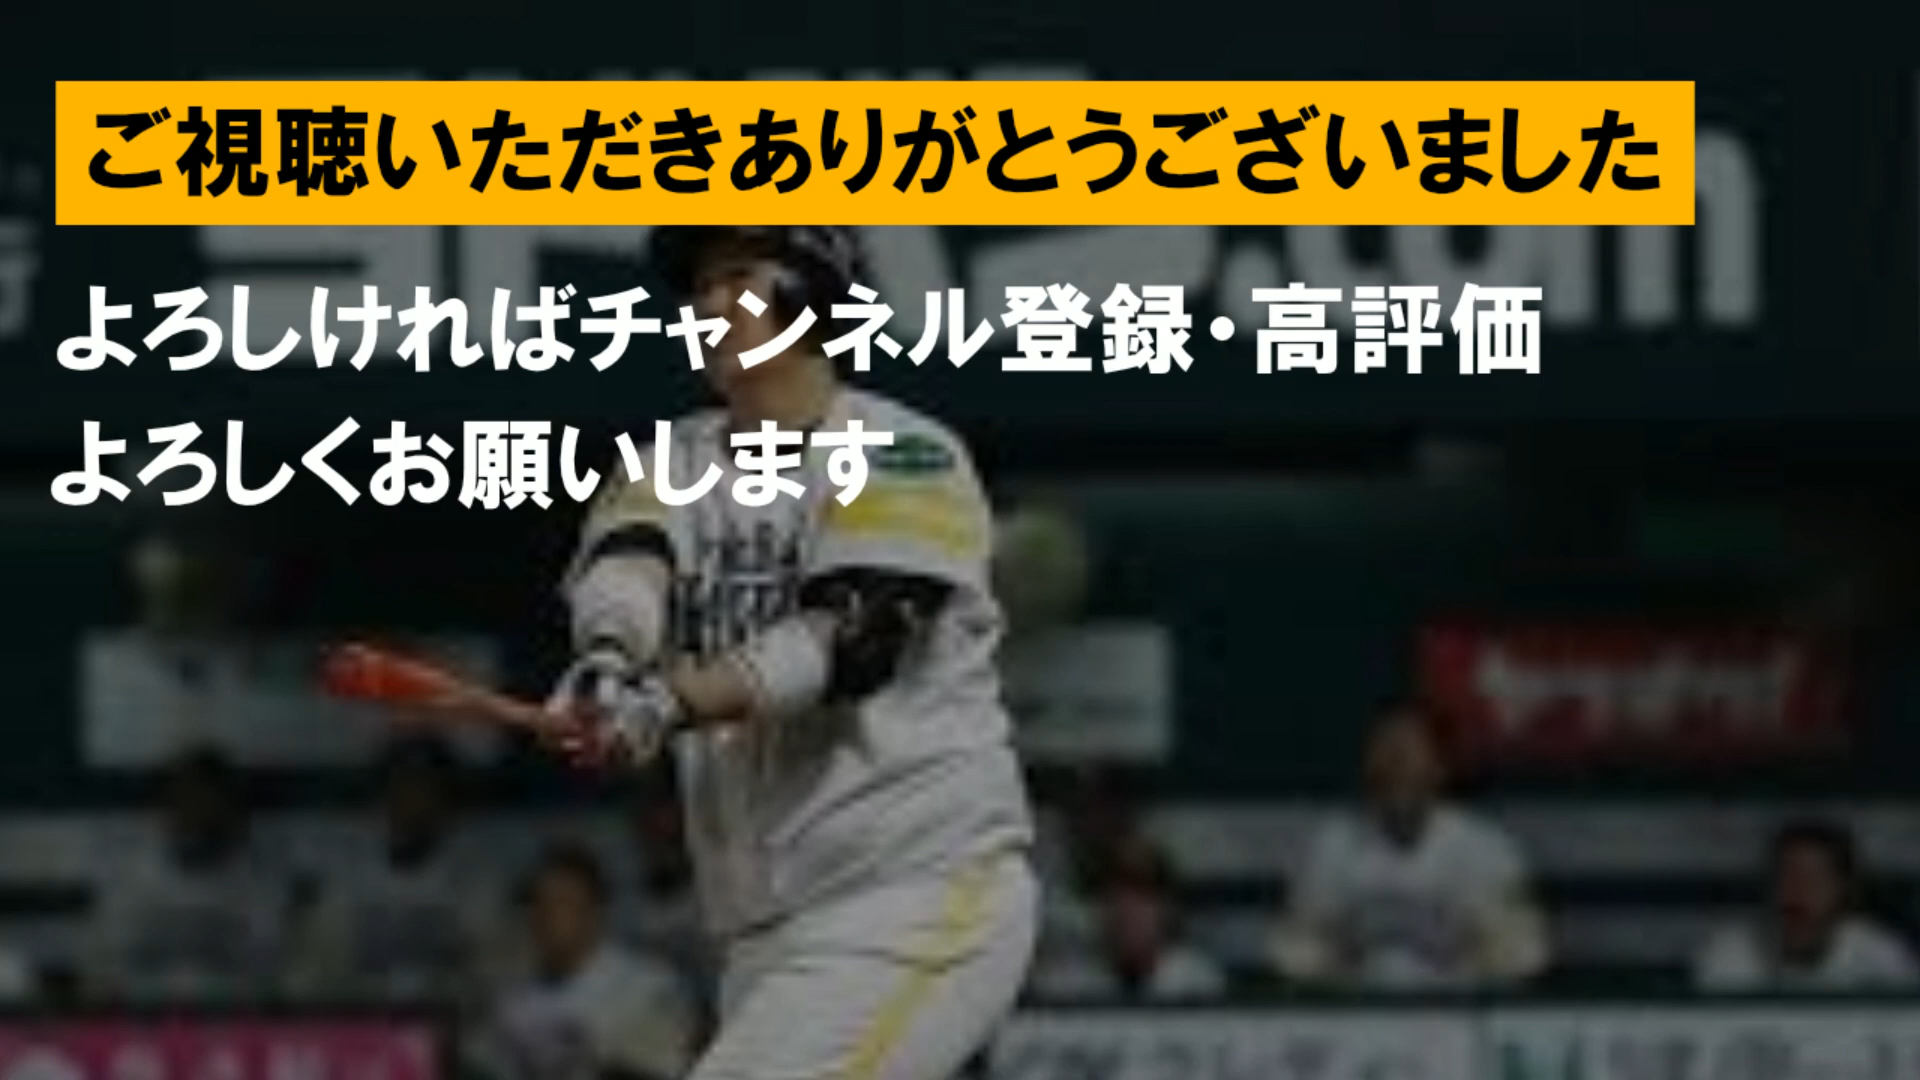 ご視聴いただきありがとうございました
よろしければチャンネル登録・高評価
よろしくお願いします
.com